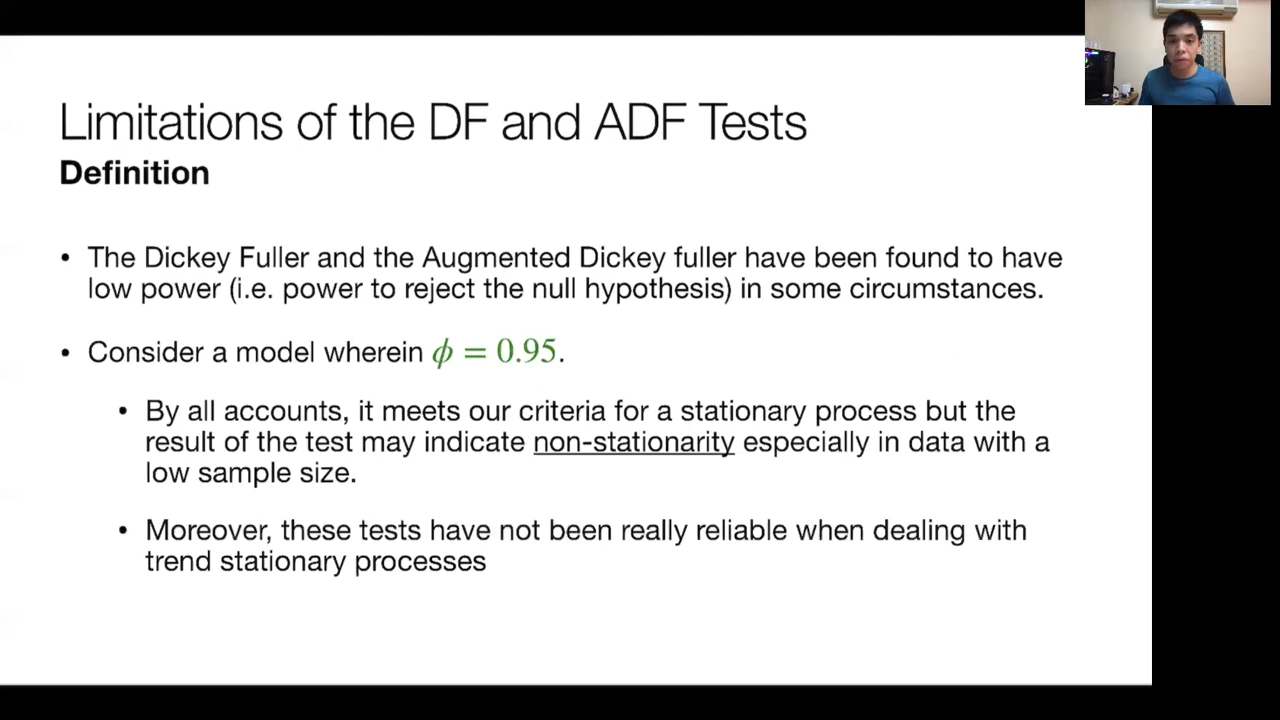 Limitations of the DF and ADF Tests
Definition
• The Dickey Fuller and the Augmented Dickey fuller have been found to have
low power (i.e. power to reject the null hypothesis) in some circumstances.
• Consider a model wherein ϕ = 0.95.
• By all accounts, it meets our criteria for a stationary process but the
result of the test may indicate non-stationarity especially in data with a
low sample size.
• Moreover, these tests have not been really reliable when dealing with
trend stationary processes